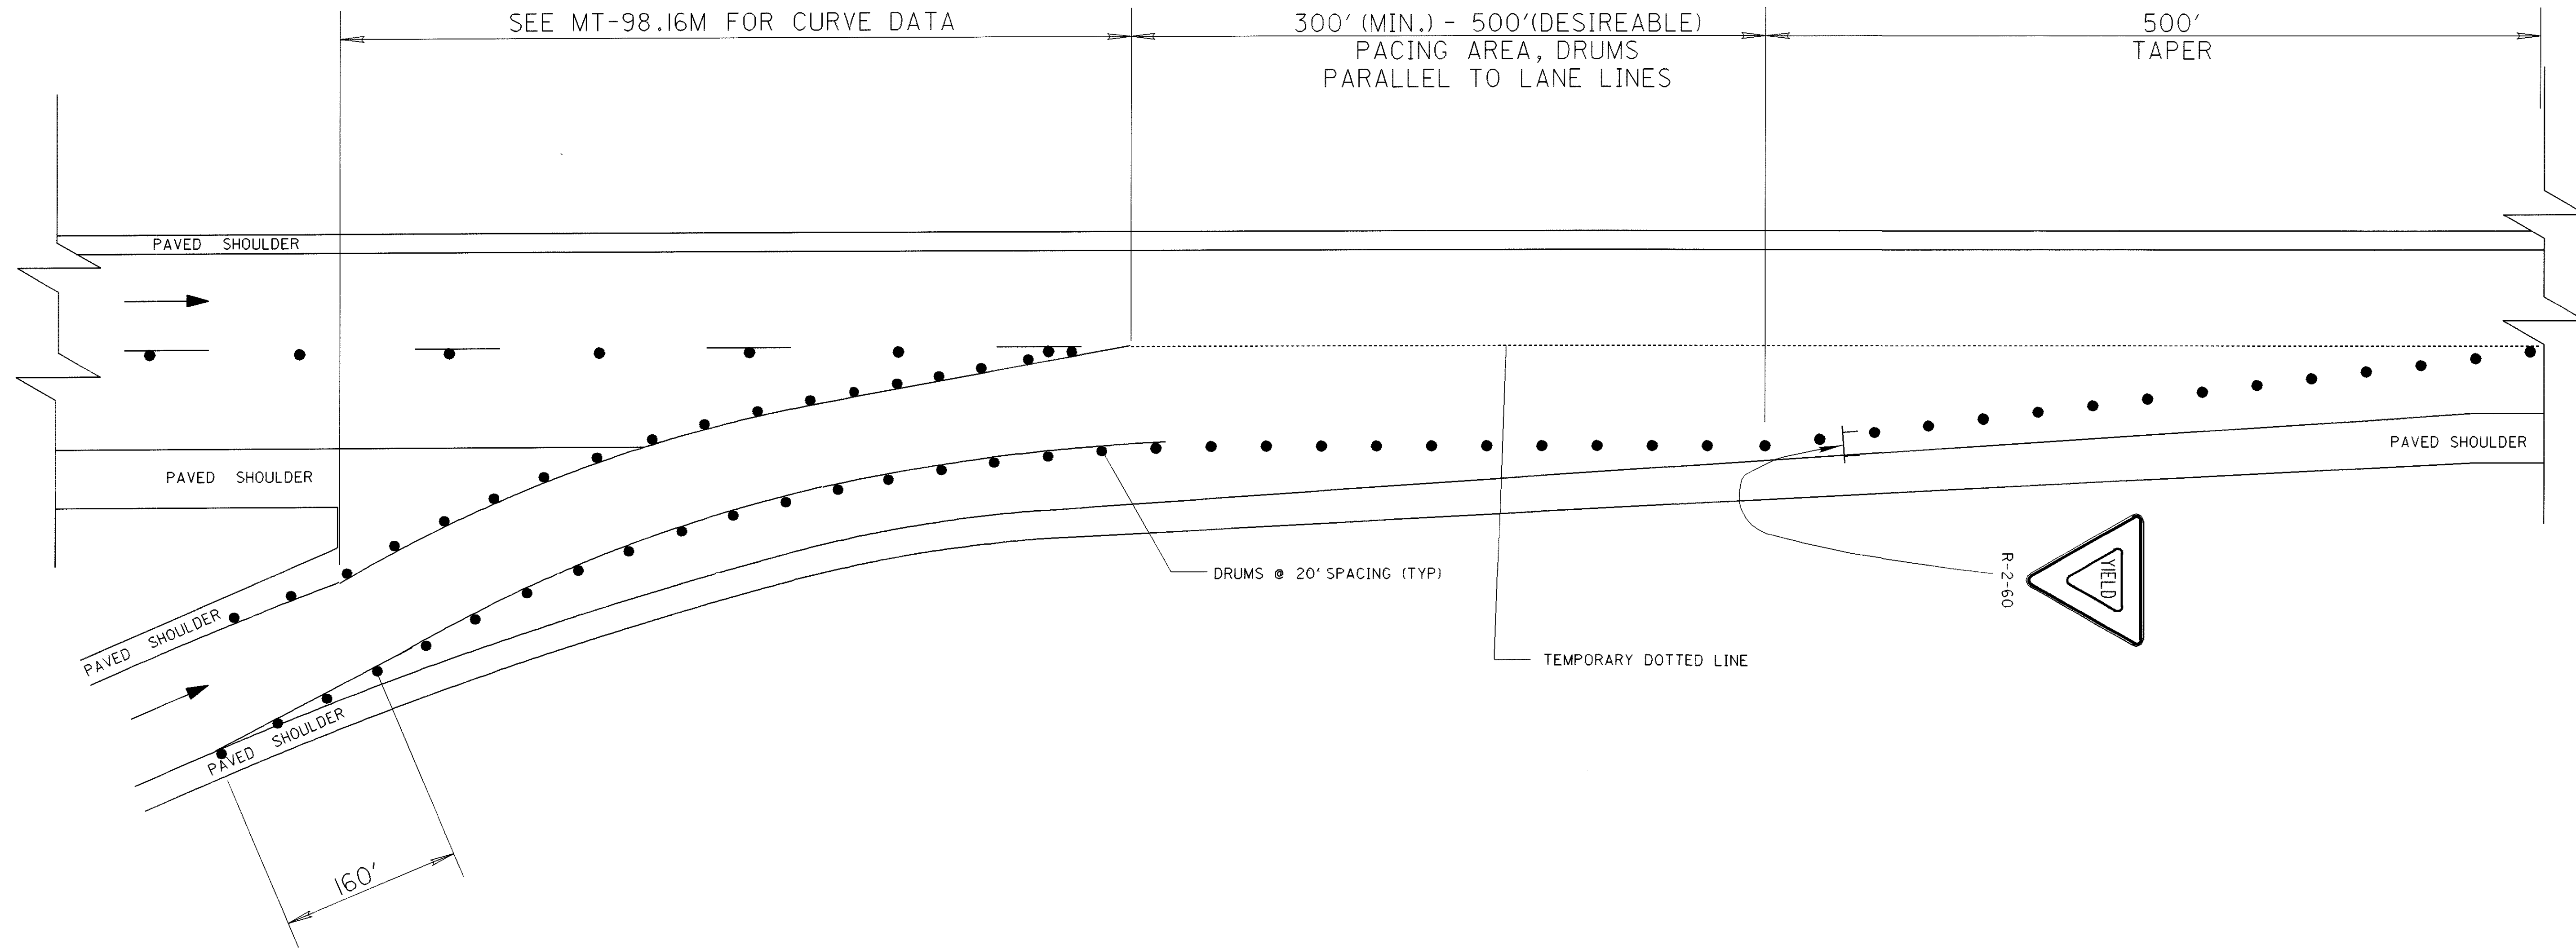 SEE MT-98.16M FOR CURVE DATA
300' (MIN.) - 500'(DESIREABLE)
PACING AREA, DRUMS
PARALLEL TO LANE LINES
500'
TAPER
PAVED SHOULDER
PAVED SHOULDER
PAVED SHOULDER
PAVED SHOULDER
PAVED SHOULDER
DRUMS @ 20' SPACING (TYP)
TEMPORARY DOTTED LINE
R-2-60
YIELD
160'